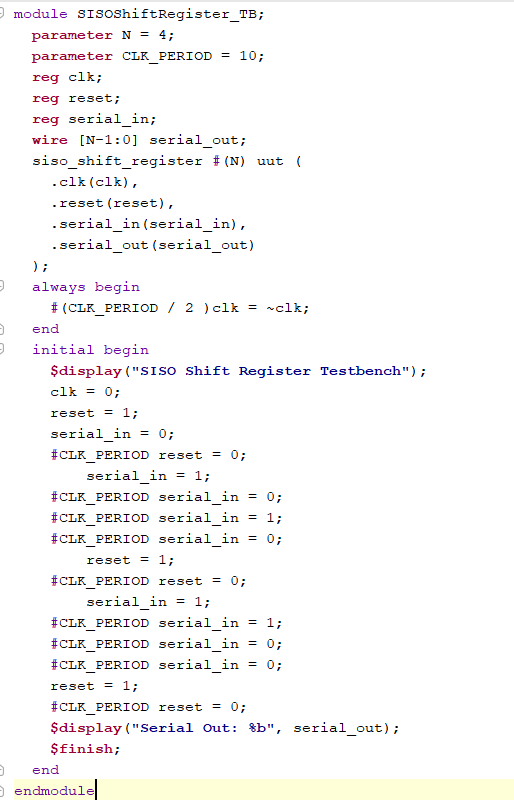 module SISOShiftRegister_TB;
parameter N = 4;
parameter CLK_PERIOD = 10;
reg clk;
reg reset;
reg serial_in;
wire [N-1:0] serial_out;
siso_shift_register #(N) uut (
.clk(clk),
.reset(reset),
.serial_in(serial_in),
.serial_out(serial_out)
);
always begin
#(CLK_PERIOD / 2 )clk = ~clk;
end
initial begin
$display("SISO Shift Register Testbench");
clk = 0;
reset = 1;
serial_in = 0;
#CLK_PERIOD reset = 0;
serial_in = 1;
#CLK_PERIOD serial_in = 0;
#CLK_PERIOD serial_in = 1;
#CLK_PERIOD serial_in = 0;
reset = 1;
#CLK_PERIOD reset = 0;
serial_in = 1;
#CLK_PERIOD serial_in = 1;
#CLK_PERIOD serial_in = 0;
#CLK_PERIOD serial_in = 0;
reset = 1;
#CLK_PERIOD reset = 0;
$display("Serial Out: %b", serial_out);
$finish;
end
endmodule